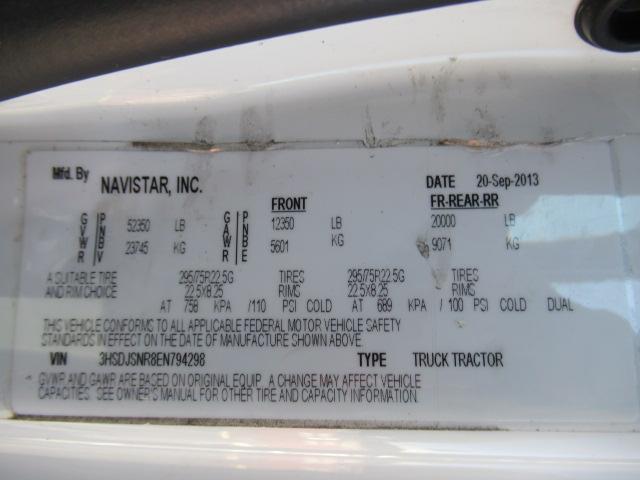 Mfd. By NAVISTAR, INC. DATE 20-Sep-2013
FRONT FR-REAR-RR
GVWR PNBV 52350 LB GAWR PNBE 12350 LB 20000 LB
23745 KG 5601 KG 9071 KG
A SUITABLE TIRE 295/75R22.5G TIRES 295/75R22.5G TIRES
AND RIM CHOICE 22.5X8.25 RIMS 22.5X8.25 RIMS
AT 758 KPA /110 PSI COLD AT 689 KPA / 100 PSI COLD DUAL
THIS VEHICLE CONFORMS TO ALL APPLICABLE FEDERAL MOTOR VEHICLE SAFETY
STANDARDS IN EFFECT ON THE DATE OF MANUFACTURE SHOWN ABOVE.
VIN 3HSDJSNR8EN794298 TYPE TRUCK TRACTOR
GVWR AND GAWR ARE BASED ON ORIGINAL EQUIP. A CHANGE MAY AFFECT VEHICLE
CAPACITIES. SEE OWNER'S MANUAL FOR OTHER TIRE AND CAPACITY INFORMATION.